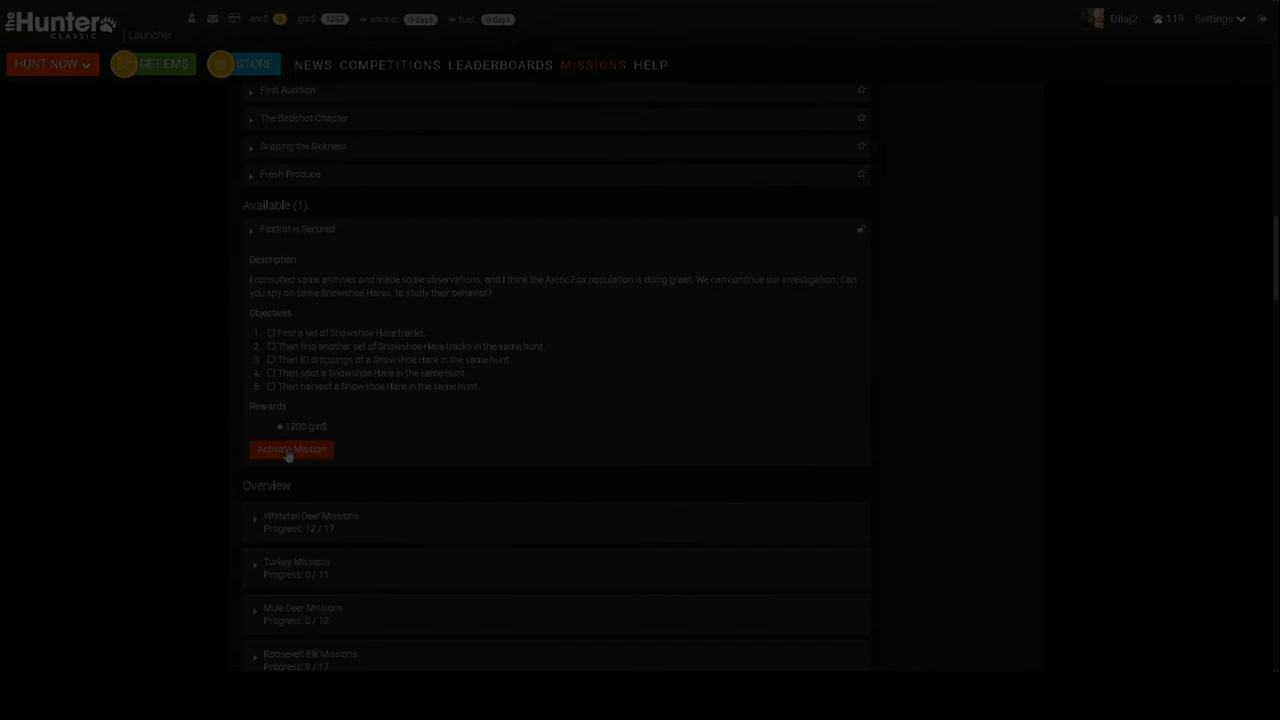 theHunter
CLASSIC
Launcher
em$ 0 gm$ 9287 ∞ ammo: 0 days ∞ fuel: 0 days
Dilaj2 119 Settings
HUNT NOW GET EM$ STORE NEWS COMPETITIONS LEADERBOARDS MISSIONS HELP
First Audition
The Birdshot Chapter
Scoping the Sickness
Fresh Produce
Available (1)
Foxtrot is Secured
Description
I consulted some archives and made some observations, and I think the Arctic Fox population is doing great. We can continue our investigation. Can
you spy on some Snowshoe Hares, to study their behavior?
Objectives
1. Find a set of Snowshoe Hare tracks.
2. Then find another set of Snowshoe Hare tracks in the same hunt.
3. Then ID droppings of a Snowshoe Hare in the same hunt.
4. Then spot a Snowshoe Hare in the same hunt.
5. Then harvest a Snowshoe Hare in the same hunt.
Rewards
1200 gm$
Activate Mission
Overview
Whitetail Deer Missions
Progress: 12 / 17
Turkey Missions
Progress: 0 / 11
Mule Deer Missions
Progress: 0 / 12
Roosevelt Elk Missions
Progress: 9 / 17